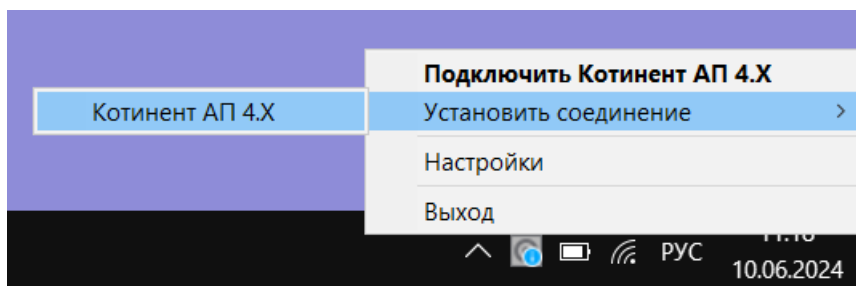 Подключить Котинент АП 4.X
Котинент АП 4.X
Установить соединение
Настройки
Выход
РУС
10.06.2024